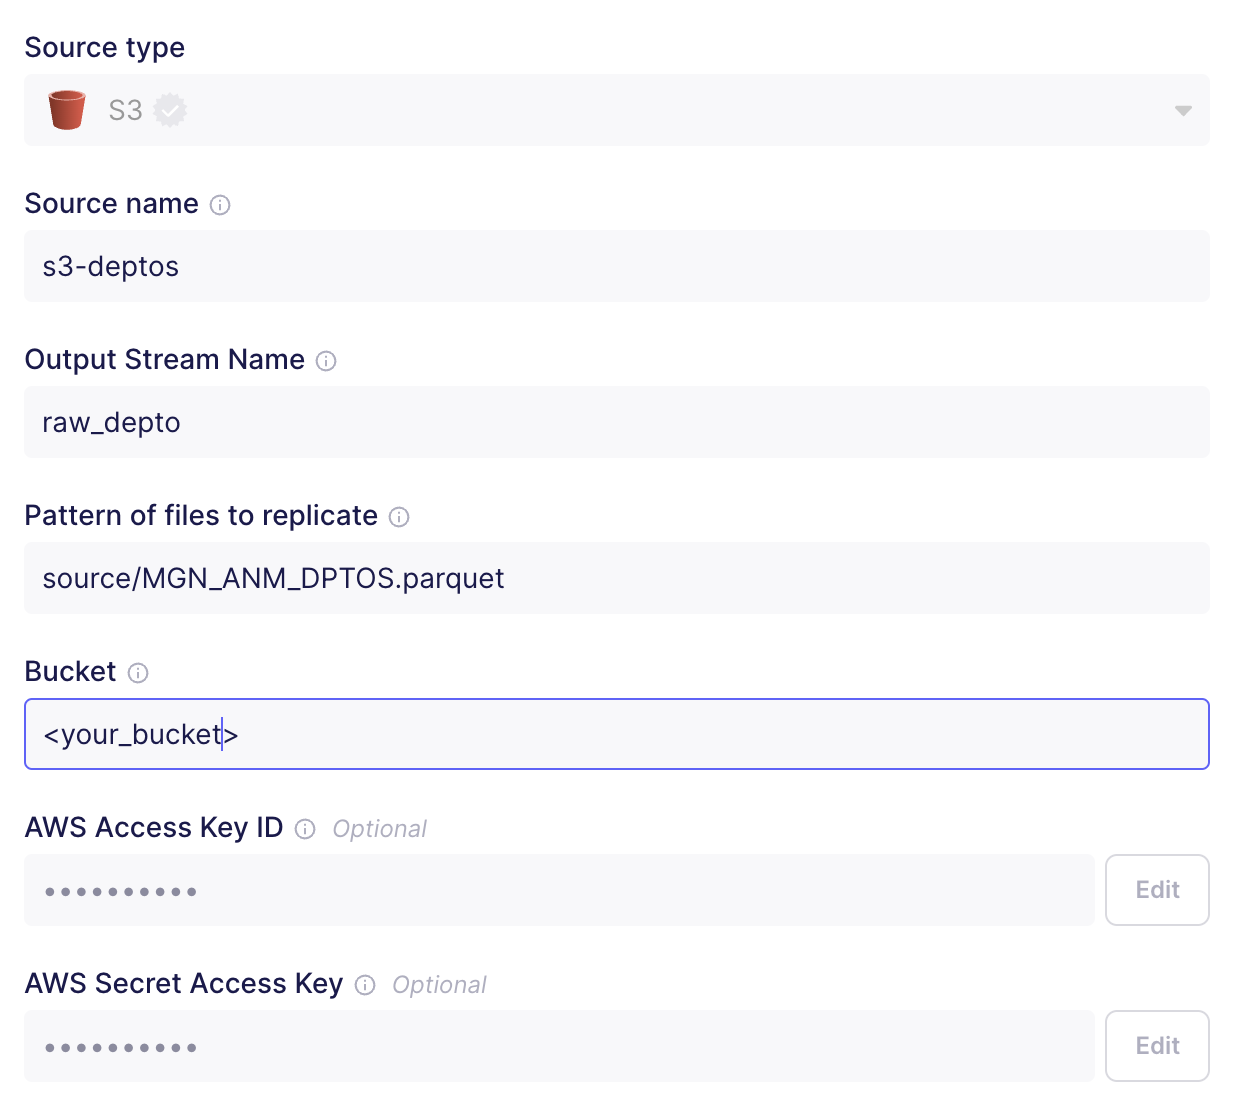 Source type
S3
Source name
s3-deptos
Output Stream Name
raw_depto
Pattern of files to replicate
source/MGN_ANM_DPTOS.parquet
Bucket
<your_bucket>
AWS Access Key ID Optional
•••••••••• Edit
AWS Secret Access Key Optional
•••••••••• Edit